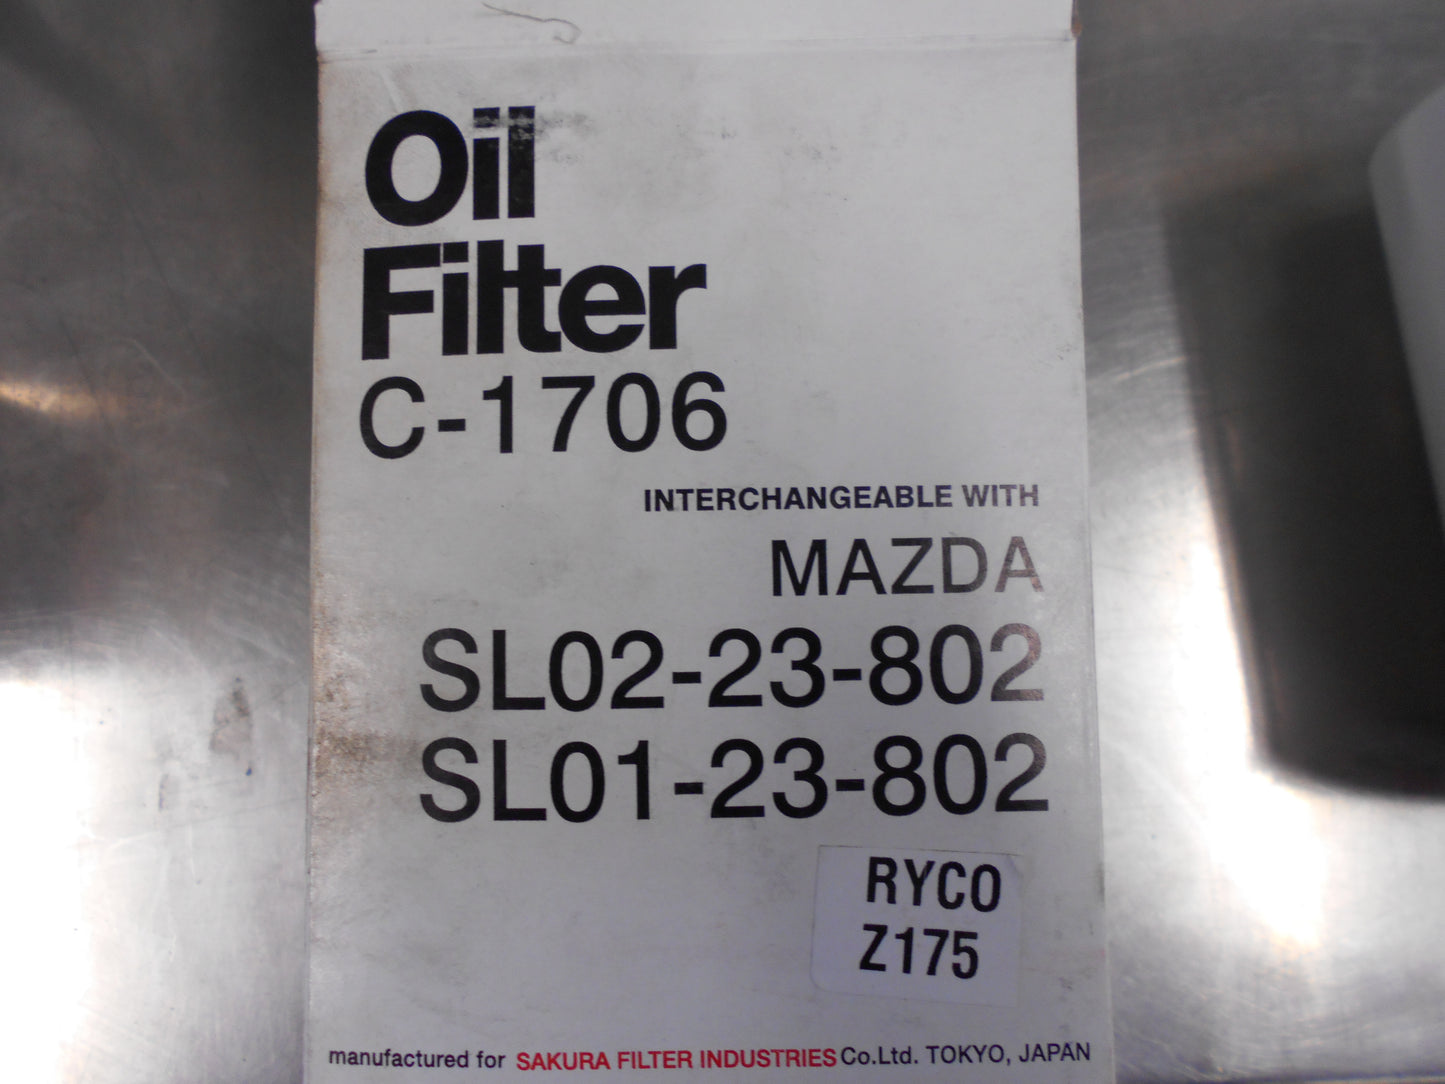 Oil
Filter
C-1706
INTERCHANGEABLE WITH
MAZDA
SL02-23-802
SL01-23-802
RYCO
Z175
manufactured for SAKURA FILTER INDUSTRIES Co.Ltd. TOKYO, JAPAN